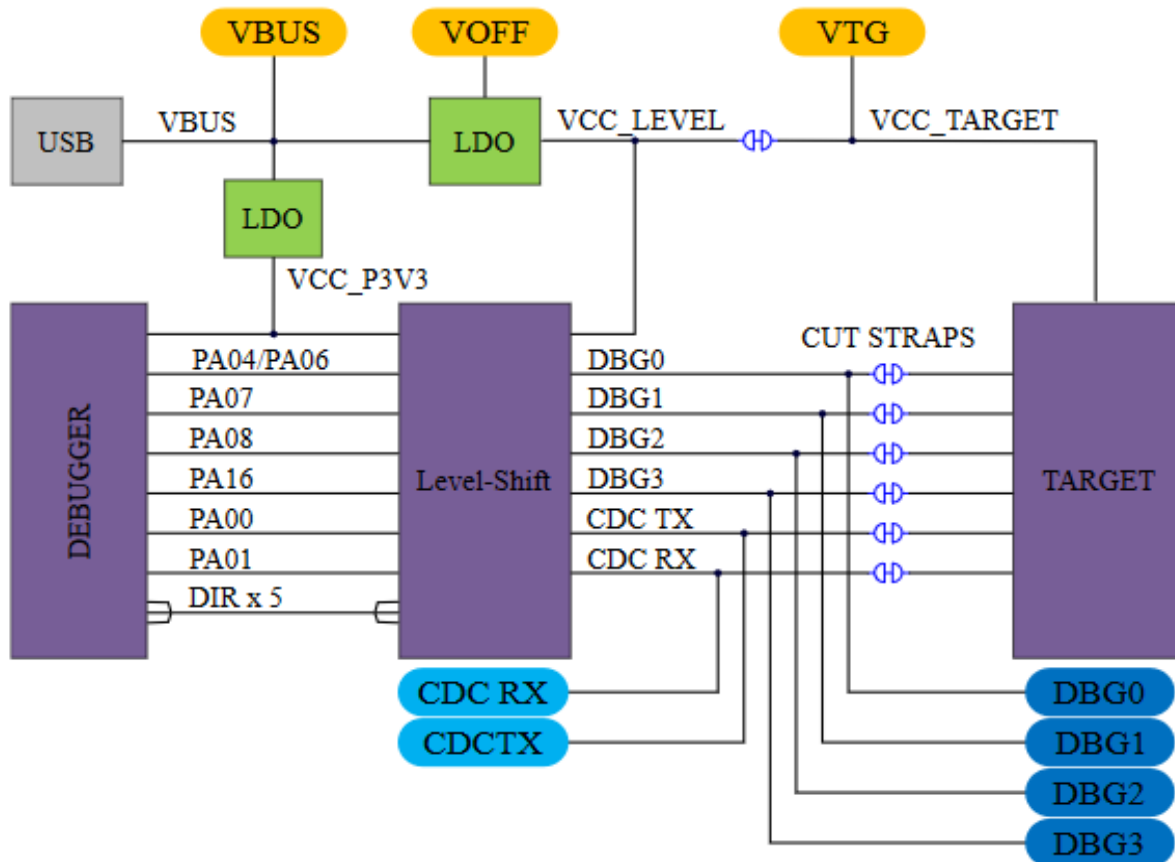 VBUS
VOFF
VTG
USB
VBUS
LDO
VCC_LEVEL
VCC_TARGET
LDO
VCC_P3V3
DEBUGGER
PA04/PA06
PA07
PA08
PA16
PA00
PA01
DIR x 5
Level-Shift
DBG0
DBG1
DBG2
DBG3
CDC TX
CDC RX
CUT STRAPS
TARGET
CDC RX
CDCTX
DBG0
DBG1
DBG2
DBG3